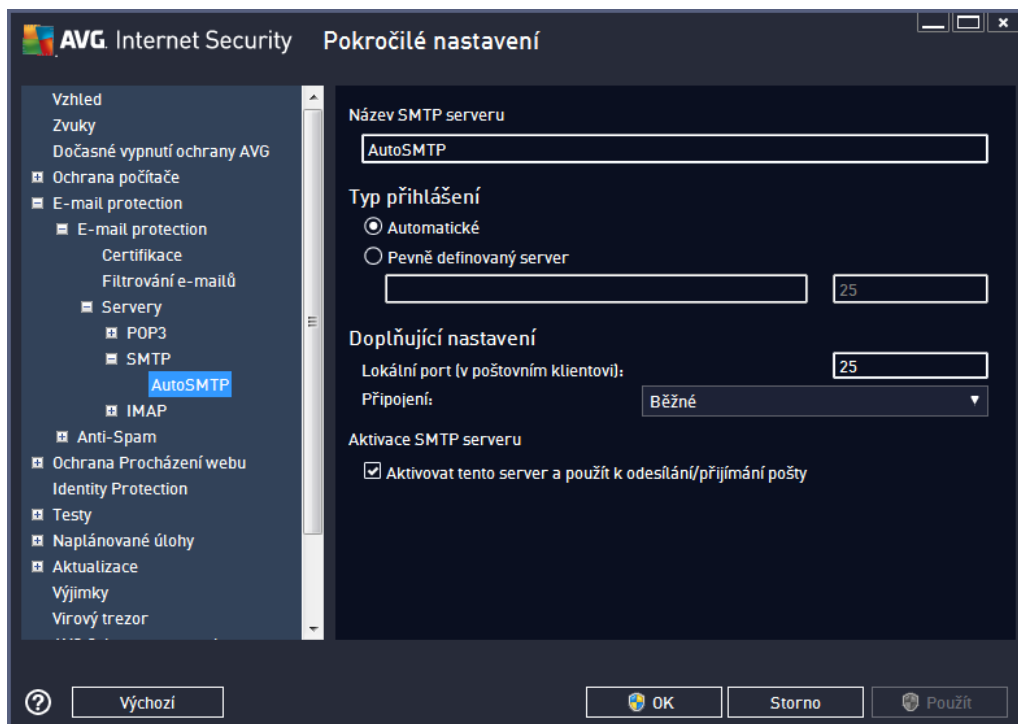 AVG. Internet Security Pokročilé nastavení
Vzhled
Zvuky
Dočasné vypnutí ochrany AVG
Ochrana počítače
E-mail protection
E-mail protection
Certifikace
Filtrování e-mailů
Servery
POP3
SMTP
AutoSMTP
IMAP
Anti-Spam
Ochrana Procházení webu
Identity Protection
Testy
Naplánované úlohy
Aktualizace
Výjimky
Virový trezor
Název SMTP serveru
AutoSMTP
Typ přihlášení
Automatické
Pevně definovaný server
25
Doplňující nastavení
Lokální port (v poštovním klientovi): 25
Připojení: Běžné
Aktivace SMTP serveru
Aktivovat tento server a použít k odesílání/přijímání pošty
Výchozí OK Storno Použít